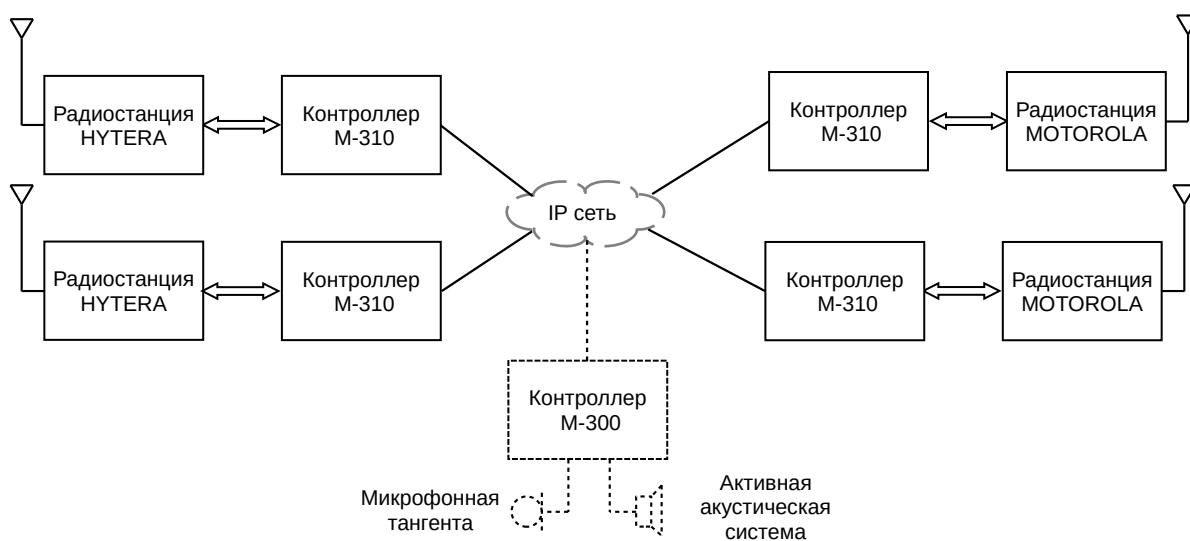 Радиостанция
HYTERA
Контроллер
М-310
Контроллер
М-310
Радиостанция
MOTOROLA
IP сеть
Радиостанция
HYTERA
Контроллер
М-310
Контроллер
М-310
Радиостанция
MOTOROLA
Контроллер
М-300
Микрофонная
тангента
Активная
акустическая
система